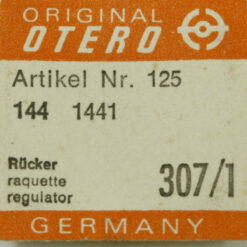 ORIGINAL
OTERO
Artikel Nr. 125
144 1441
Rücker
raquette
regulator
307/1
GERMANY